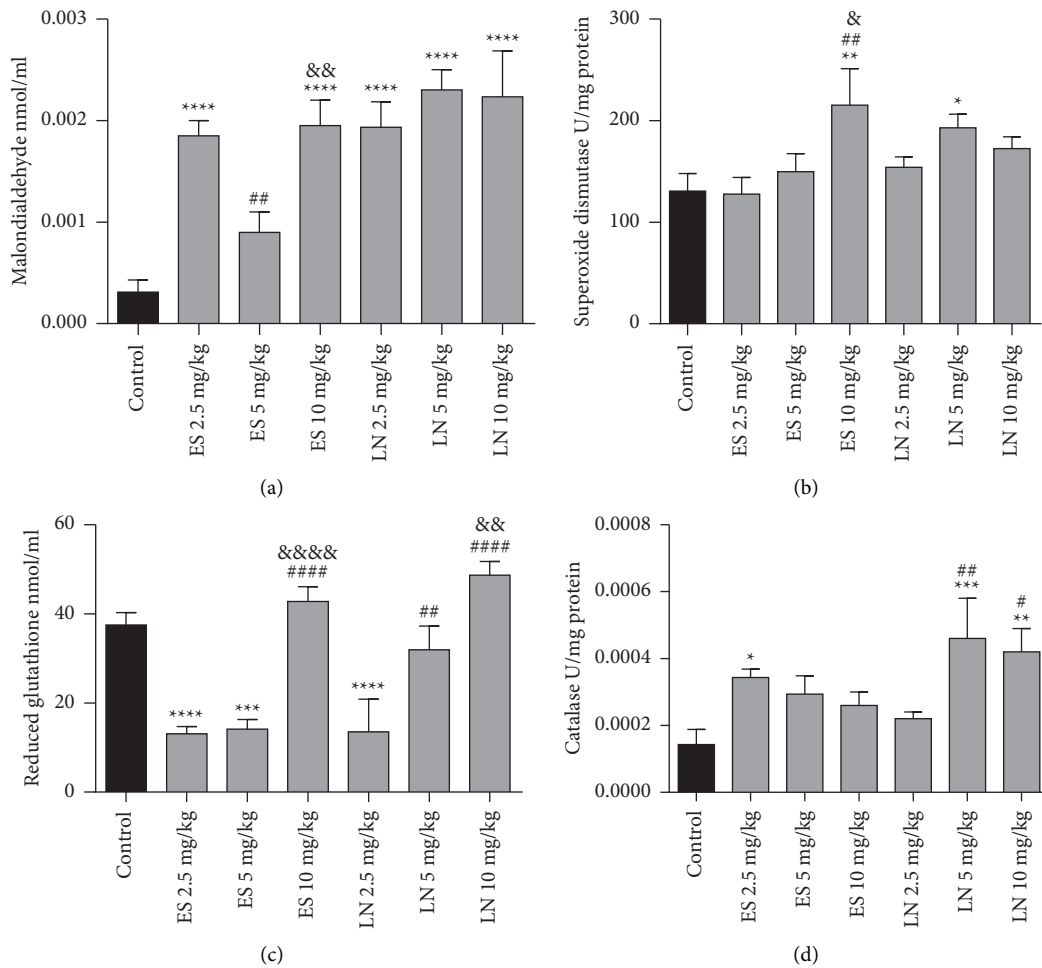 Malondialdehyde nmol/ml
0.003
0.002
0.001
0.000
****
##
&&
****
****
****
****
Control
ES 2.5 mg/kg
ES 5 mg/kg
ES 10 mg/kg
LN 2.5 mg/kg
LN 5 mg/kg
LN 10 mg/kg
(a)
Superoxide dismutase U/mg protein
300
200
100
0
&
##
**
*
Control
ES 2.5 mg/kg
ES 5 mg/kg
ES 10 mg/kg
LN 2.5 mg/kg
LN 5 mg/kg
LN 10 mg/kg
(b)
Reduced glutathione nmol/ml
60
40
20
0
****
***
&&&&
####
****
##
&&
####
Control
ES 2.5 mg/kg
ES 5 mg/kg
ES 10 mg/kg
LN 2.5 mg/kg
LN 5 mg/kg
LN 10 mg/kg
(c)
Catalase U/mg protein
0.0008
0.0006
0.0004
0.0002
0.0000
*
##
***
#
**
Control
ES 2.5 mg/kg
ES 5 mg/kg
ES 10 mg/kg
LN 2.5 mg/kg
LN 5 mg/kg
LN 10 mg/kg
(d)